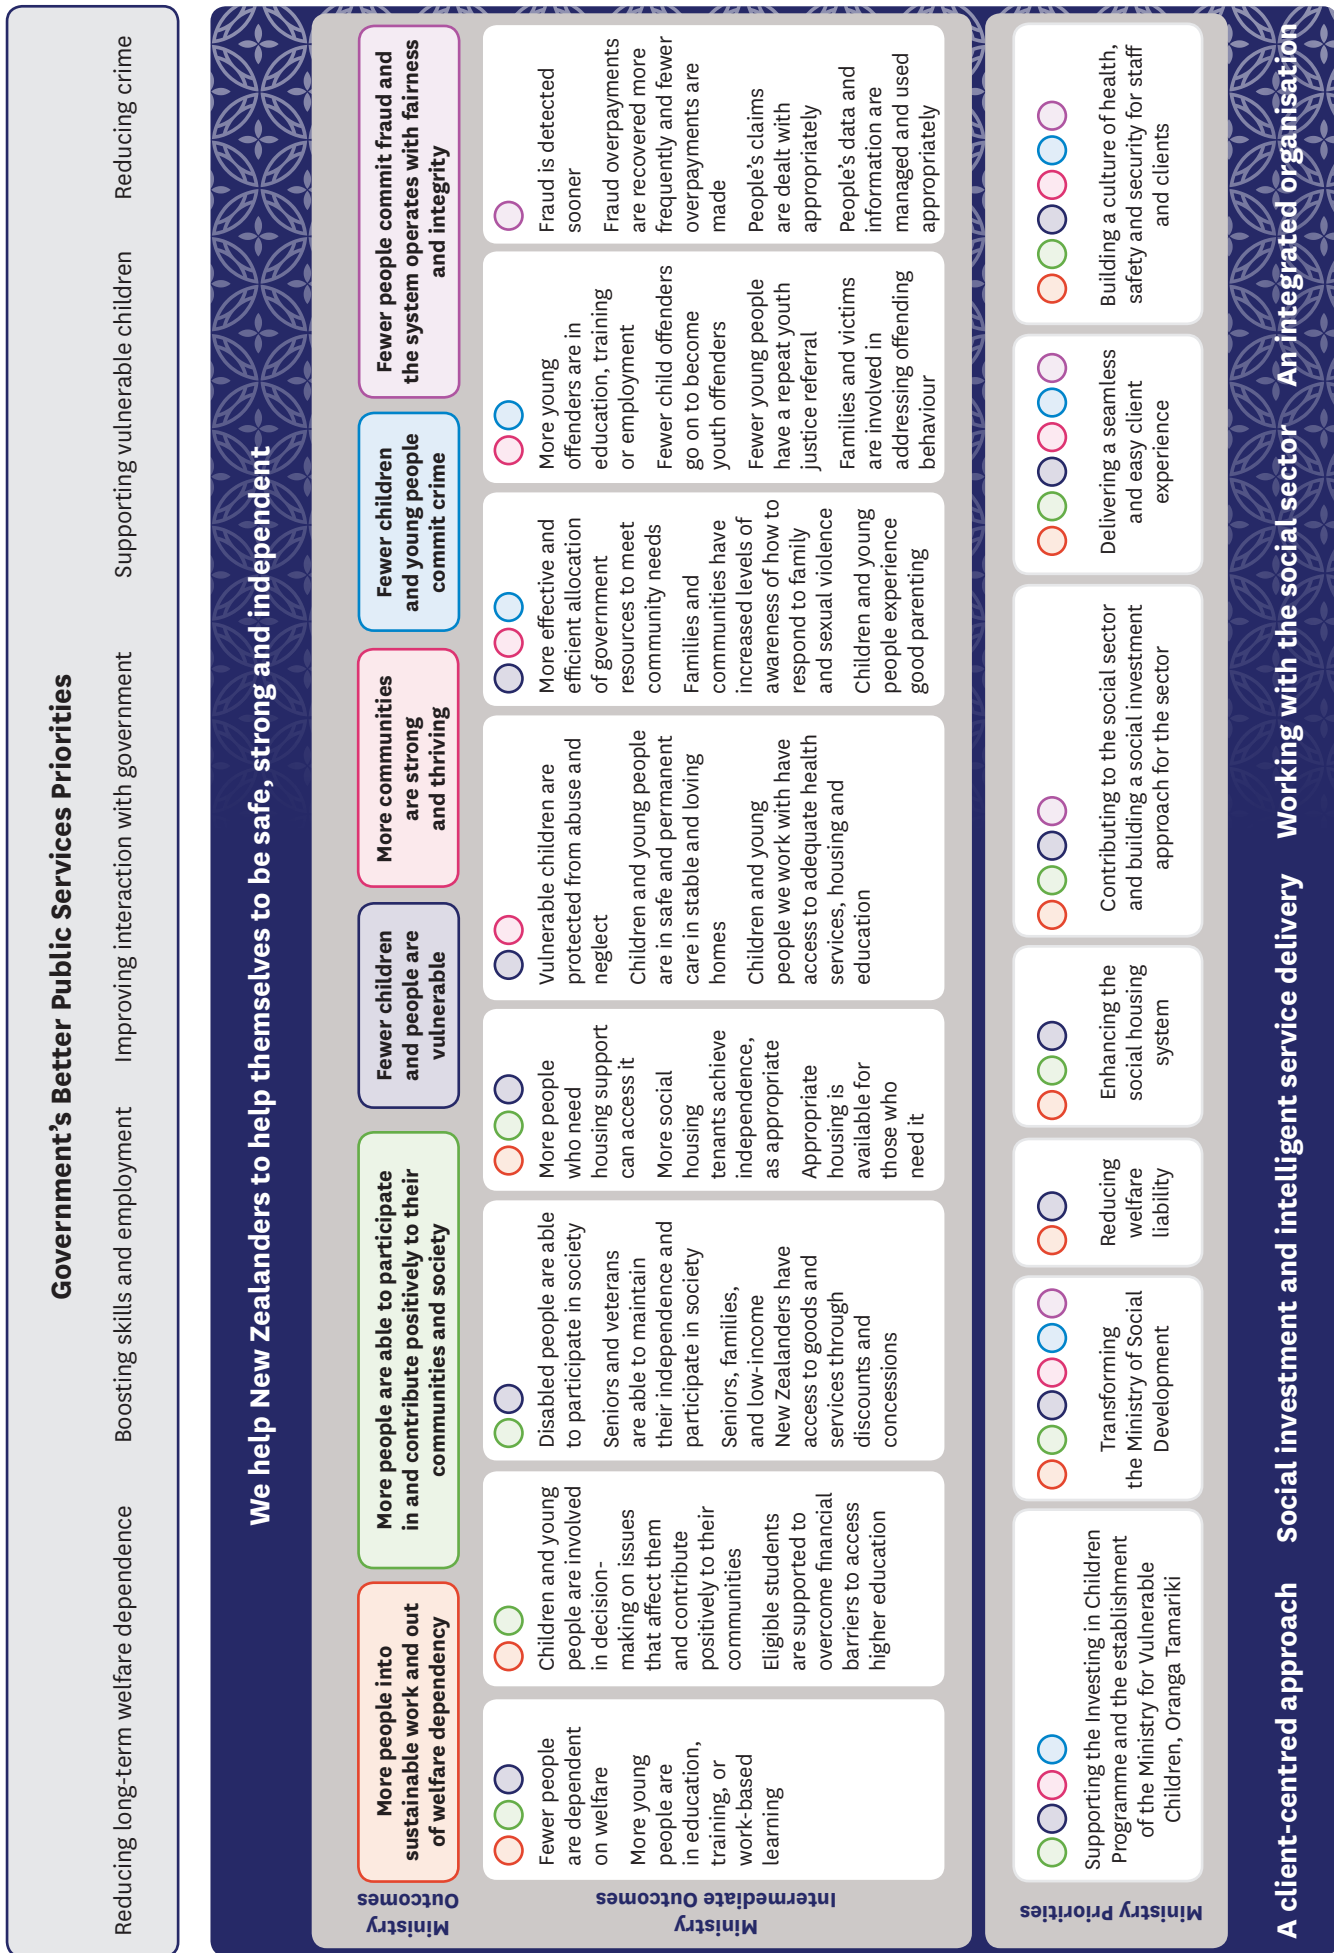 Government's Better Public Services Priorities
Reducing long-term welfare dependence
Boosting skills and employment
Improving interaction with government
Supporting vulnerable children
Reducing crime
We help New Zealanders to help themselves to be safe, strong and independent
Ministry
Outcomes
More people into
sustainable work and out
of welfare dependency
More people are able to participate
in and contribute positively to their
communities and society
Fewer children
and people are
vulnerable
More communities
are strong
and thriving
Fewer children
and young people
commit crime
Fewer people commit fraud and
the system operates with fairness
and integrity
Ministry
Intermediate Outcomes
Fewer people
are dependent
on welfare
More young
people are
in education,
training, or
work-based
learning
Children and young
people are involved
in decision-
making on issues
that affect them
and contribute
positively to their
communities
Eligible students
are supported to
overcome financial
barriers to access
higher education
Disabled people are able
to participate in society
Seniors and veterans
are able to maintain
their independence and
participate in society
Seniors, families,
and low-income
New Zealanders have
access to goods and
services through
discounts and
concessions
More people
who need
housing support
can access it
More social
housing
tenants achieve
independence,
as appropriate
Appropriate
housing is
available for
those who
need it
Vulnerable children are
protected from abuse and
neglect
Children and young people
are in safe and permanent
care in stable and loving
homes
Children and young
people we work with have
access to adequate health
services, housing and
education
More effective and
efficient allocation
of government
resources to meet
community needs
Families and
communities have
increased levels of
awareness of how to
respond to family
and sexual violence
Children and young
people experience
good parenting
More young
offenders are in
education, training
or employment
Fewer child offenders
go on to become
youth offenders
Fewer young people
have a repeat youth
justice referral
Families and victims
are involved in
addressing offending
behaviour
Fraud is detected
sooner
Fraud overpayments
are recovered more
frequently and fewer
overpayments are
made
People's claims
are dealt with
appropriately
People's data and
information are
managed and used
appropriately
Ministry Priorities
Supporting the Investing in Children
Programme and the establishment
of the Ministry for Vulnerable
Children, Oranga Tamariki
Transforming
the Ministry of Social
Development
Reducing
welfare
liability
Enhancing the
social housing
system
Contributing to the social sector
and building a social investment
approach for the sector
Delivering a seamless
and easy client
experience
Building a culture of health,
safety and security for staff
and clients
A client-centred approach
Social investment and intelligent service delivery
Working with the social sector
An integrated organisation